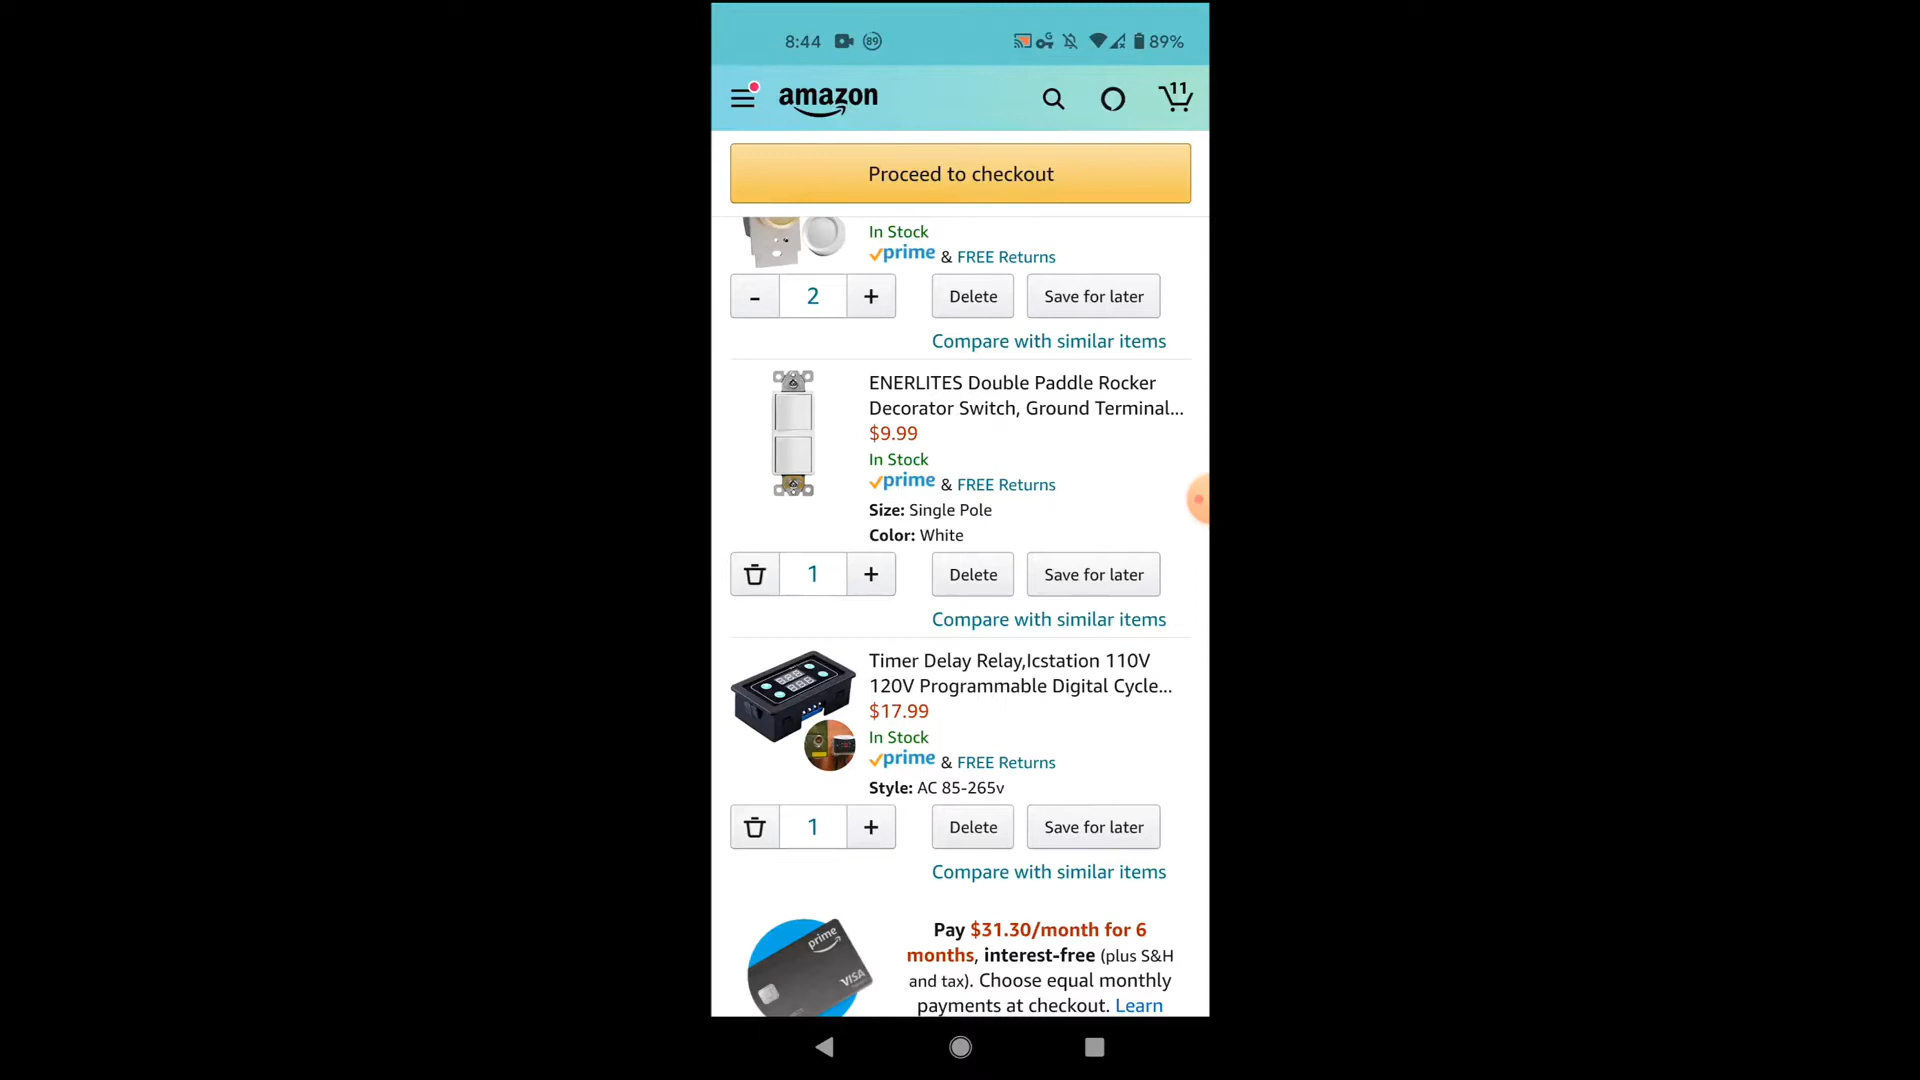 8:44
89
G
89%
amazon
11
Proceed to checkout
In Stock
prime & FREE Returns
- 2 + Delete Save for later
Compare with similar items
ENERLITES Double Paddle Rocker
Decorator Switch, Ground Terminal...
$9.99
In Stock
prime & FREE Returns
Size: Single Pole
Color: White
1 + Delete Save for later
Compare with similar items
Timer Delay Relay,Icstation 110V
120V Programmable Digital Cycle...
$17.99
In Stock
prime & FREE Returns
Style: AC 85-265v
1 + Delete Save for later
Compare with similar items
prime
VISA
Pay $31.30/month for 6
months, interest-free (plus S&H
and tax). Choose equal monthly
payments at checkout. Learn